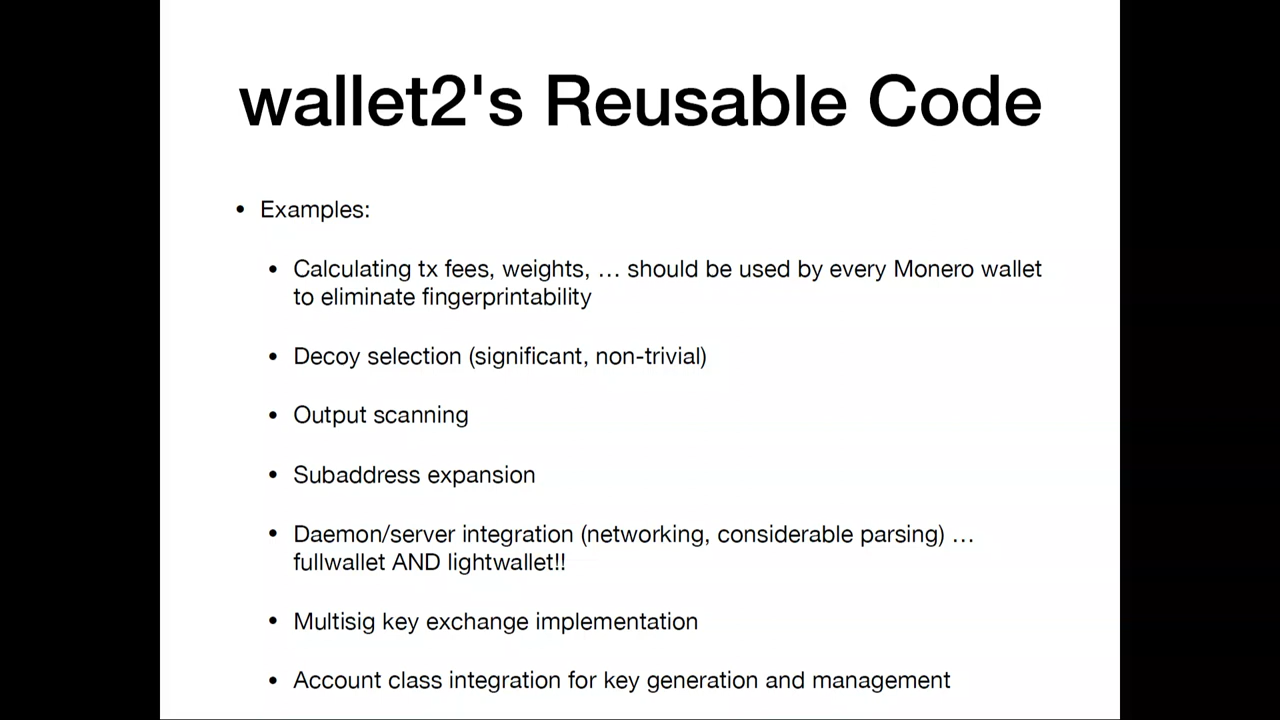 wallet2's Reusable Code
• Examples:
• Calculating tx fees, weights, … should be used by every Monero wallet
to eliminate fingerprintability
• Decoy selection (significant, non-trivial)
• Output scanning
• Subaddress expansion
• Daemon/server integration (networking, considerable parsing) …
fullwallet AND lightwallet!!
• Multisig key exchange implementation
• Account class integration for key generation and management